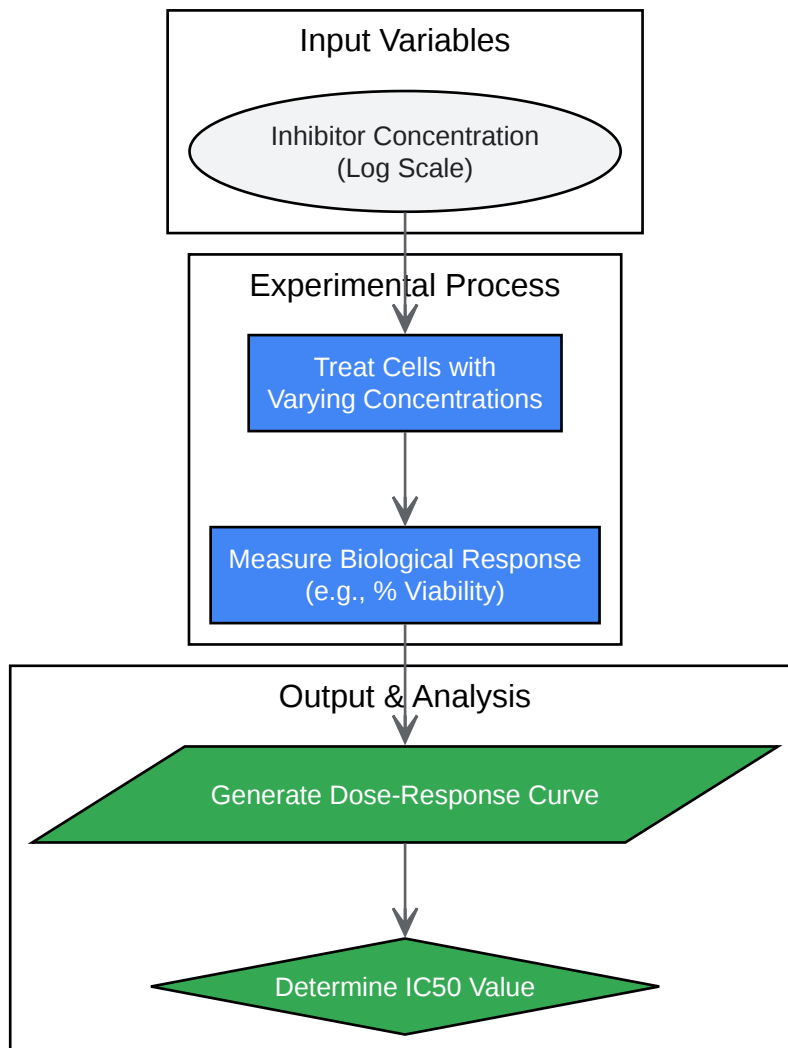 Input Variables
Inhibitor Concentration
(Log Scale)
Experimental Process
Treat Cells with
Varying Concentrations
Measure Biological Response
(e.g., % Viability)
Output & Analysis
Generate Dose-Response Curve
Determine IC50 Value